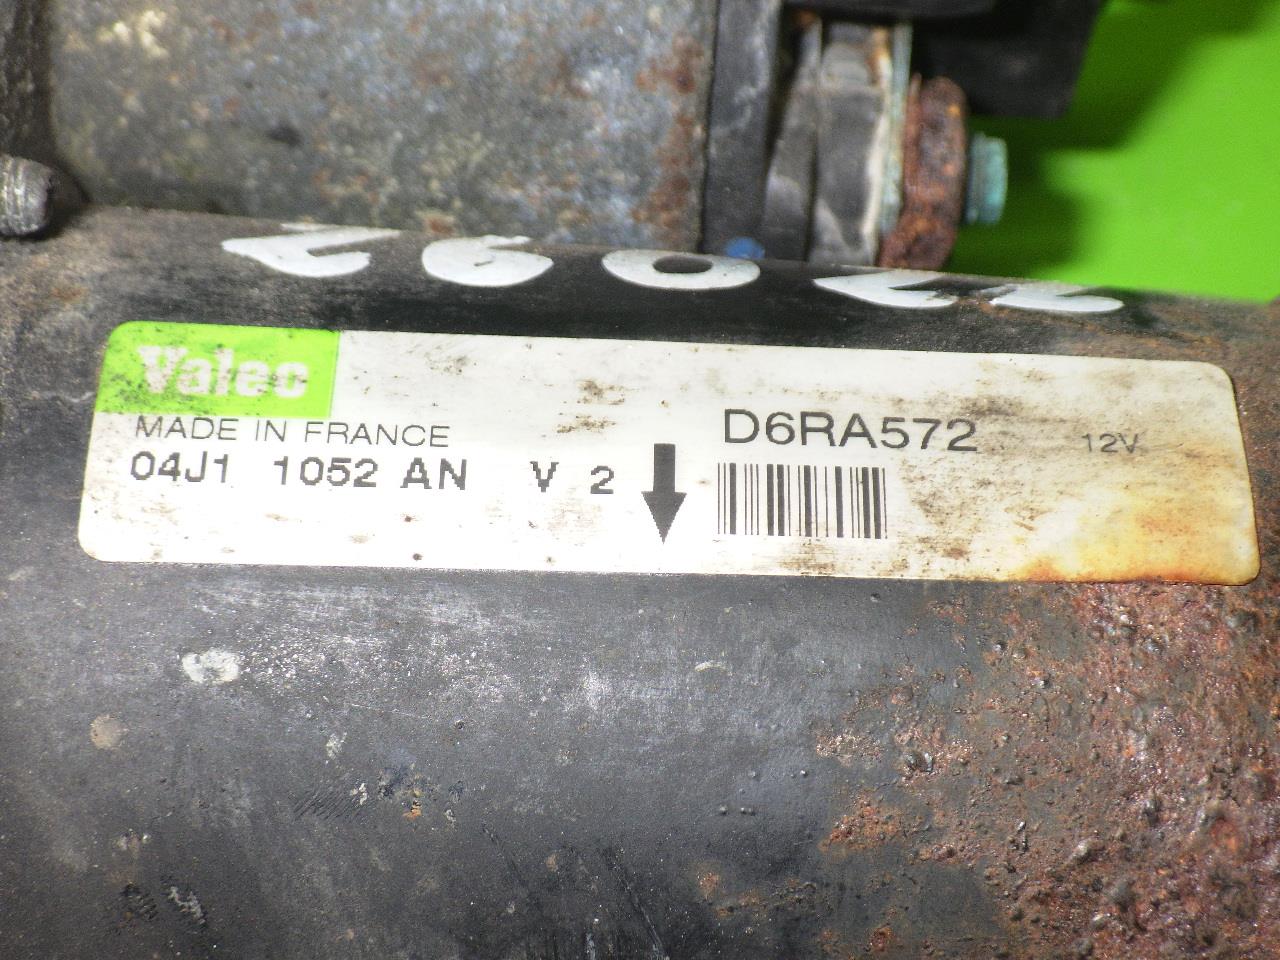 Valeo
MADE IN FRANCE
04J1 1052 AN V 2
D6RA572
12V